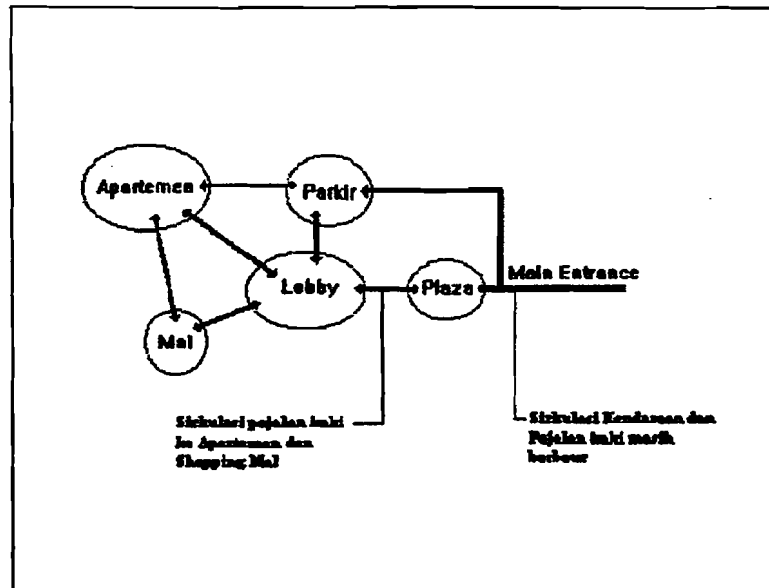 Apartemen
Parkir
Main Entrance
Lobby
Plaza
Mal
Sirkulasi pejalan kaki
ke Apartemen dan
Shopping Mal
Sirkulasi Kendaraan dan
Pejalan kaki masih
berbaur